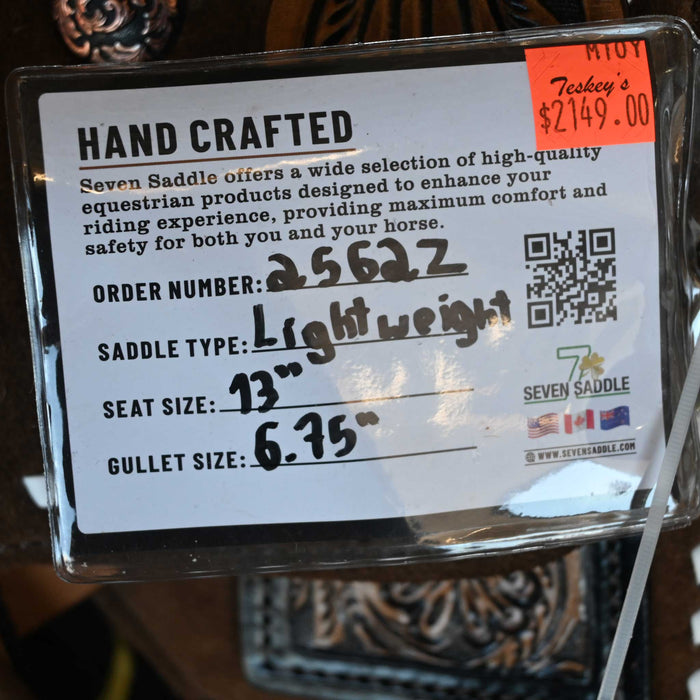 MTOY
Teskey's
$2149.00
HAND CRAFTED
Seven Saddle offers a wide selection of high-quality
equestrian products designed to enhance your
riding experience, providing maximum comfort and
safety for both you and your horse.
ORDER NUMBER: 25622
SADDLE TYPE: Lightweight
SEAT SIZE: 13"
GULLET SIZE: 6.75"
7
SEVEN SADDLE
WWW.SEVENSADDLE.COM